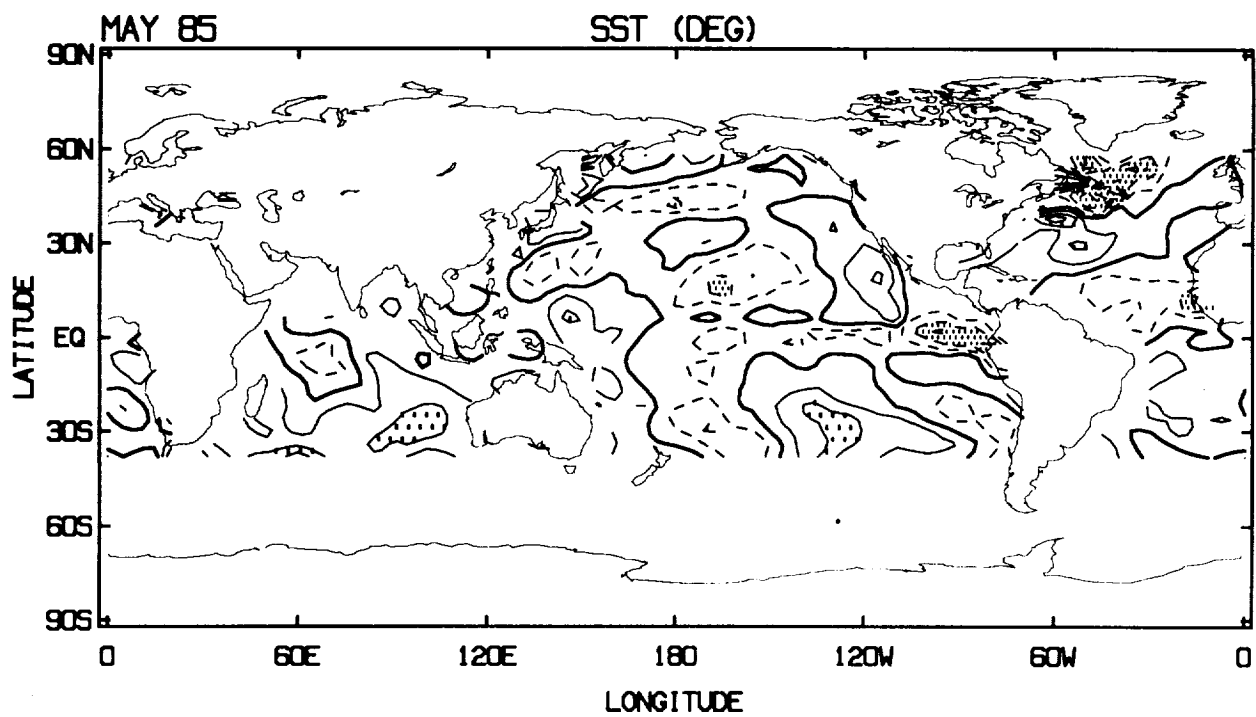 MAY 85 SST (DEG)
90N
60N
30N
EQ
30S
60S
90S
LATITUDE
0 60E 120E 180 120W 60W 0
LONGITUDE